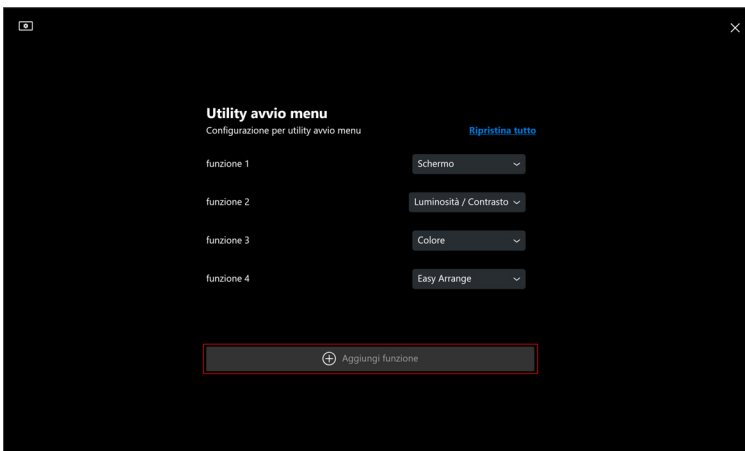 Utility avvio menu
Configurazione per utility avvio menu
Ripristina tutto
funzione 1
Schermo
funzione 2
Luminosità / Contrasto
funzione 3
Colore
funzione 4
Easy Arrange
Aggiungi funzione